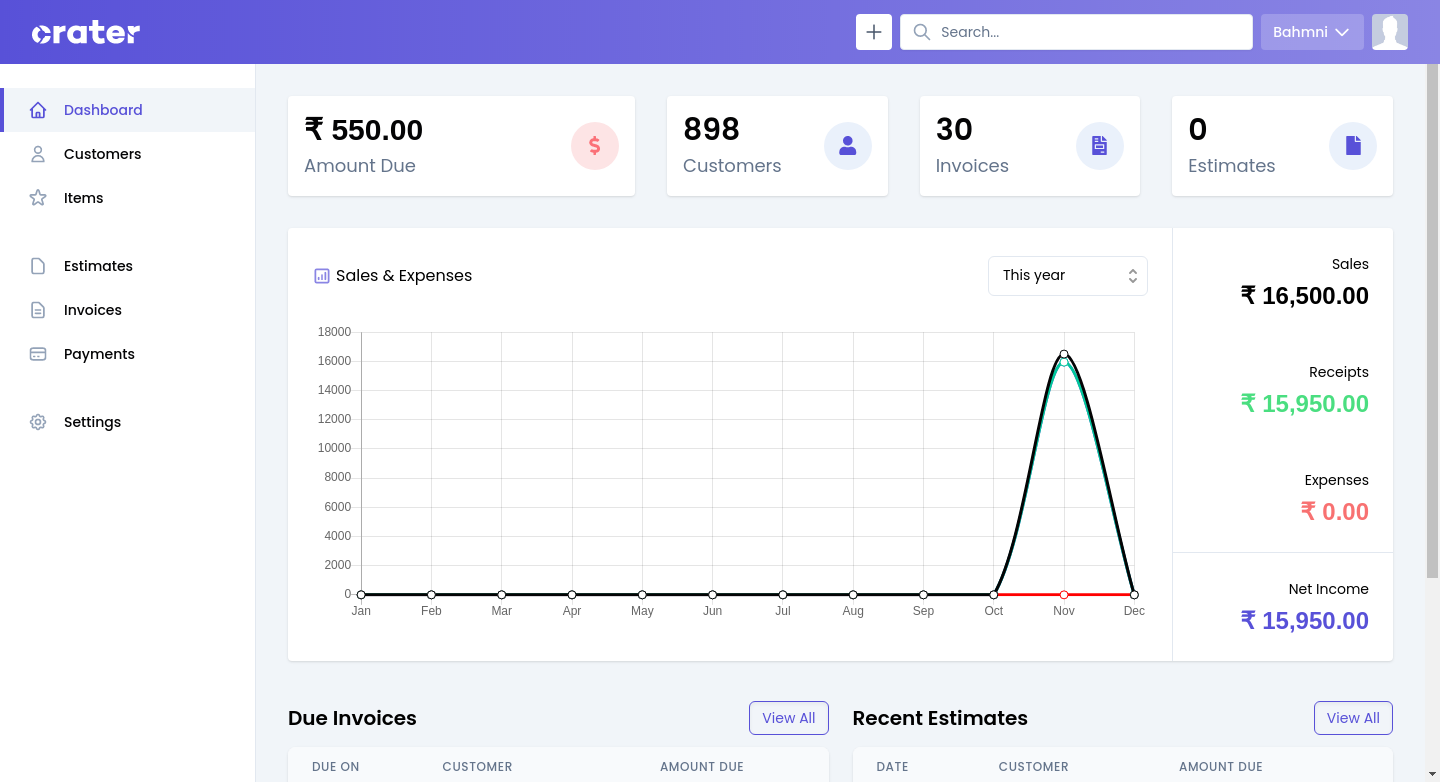 crater
Search...
Bahmni
Dashboard
Customers
Items
Estimates
Invoices
Payments
Settings
₹ 550.00
Amount Due
898
Customers
30
Invoices
0
Estimates
Sales & Expenses
This year
18000
16000
14000
12000
10000
8000
6000
4000
2000
0
Jan Feb Mar Apr May Jun Jul Aug Sep Oct Nov Dec
Sales
₹ 16,500.00
Receipts
₹ 15,950.00
Expenses
₹ 0.00
Net Income
₹ 15,950.00
Due Invoices
View All
DUE ON CUSTOMER AMOUNT DUE
Recent Estimates
View All
DATE CUSTOMER AMOUNT DUE